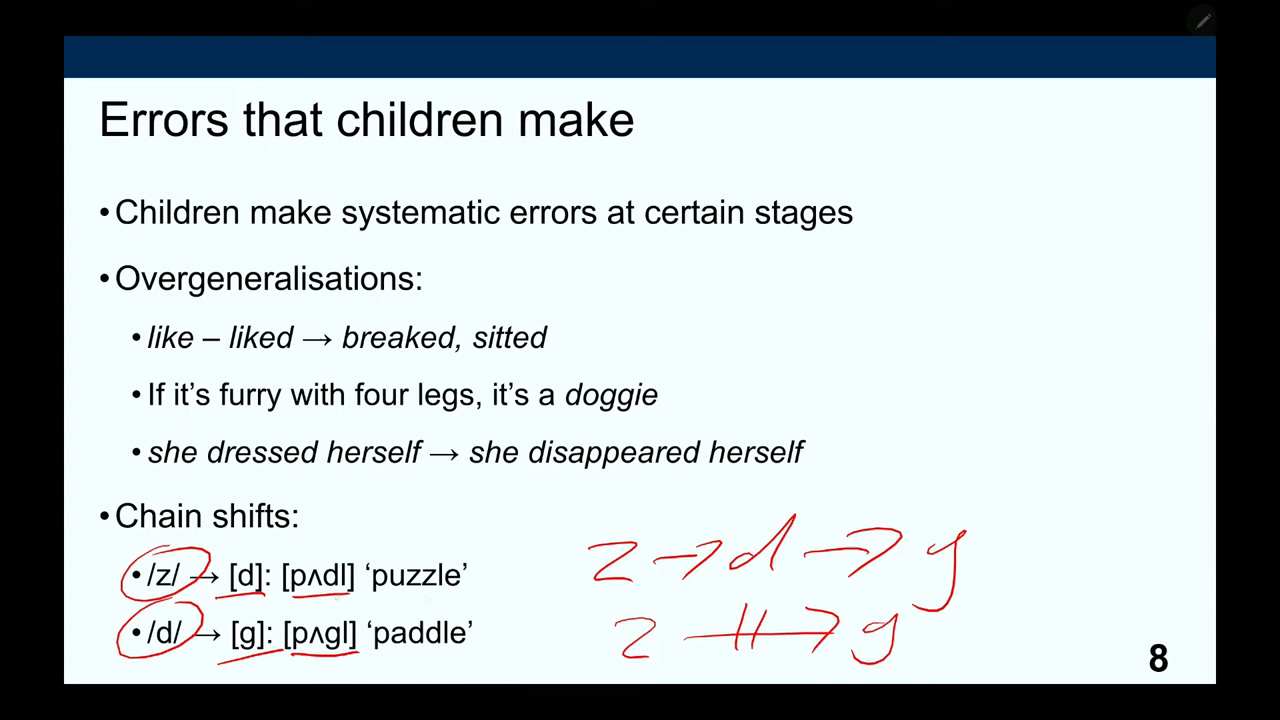 Errors that children make
•Children make systematic errors at certain stages
•Overgeneralisations:
•like – liked → breaked, sitted
•If it’s furry with four legs, it’s a doggie
•she dressed herself → she disappeared herself
•Chain shifts:
•/z/ → [d]: [pʌdl] ‘puzzle’
z → d → g
•/d/ → [g]: [pʌgl] ‘paddle’
z ⇸ g
8